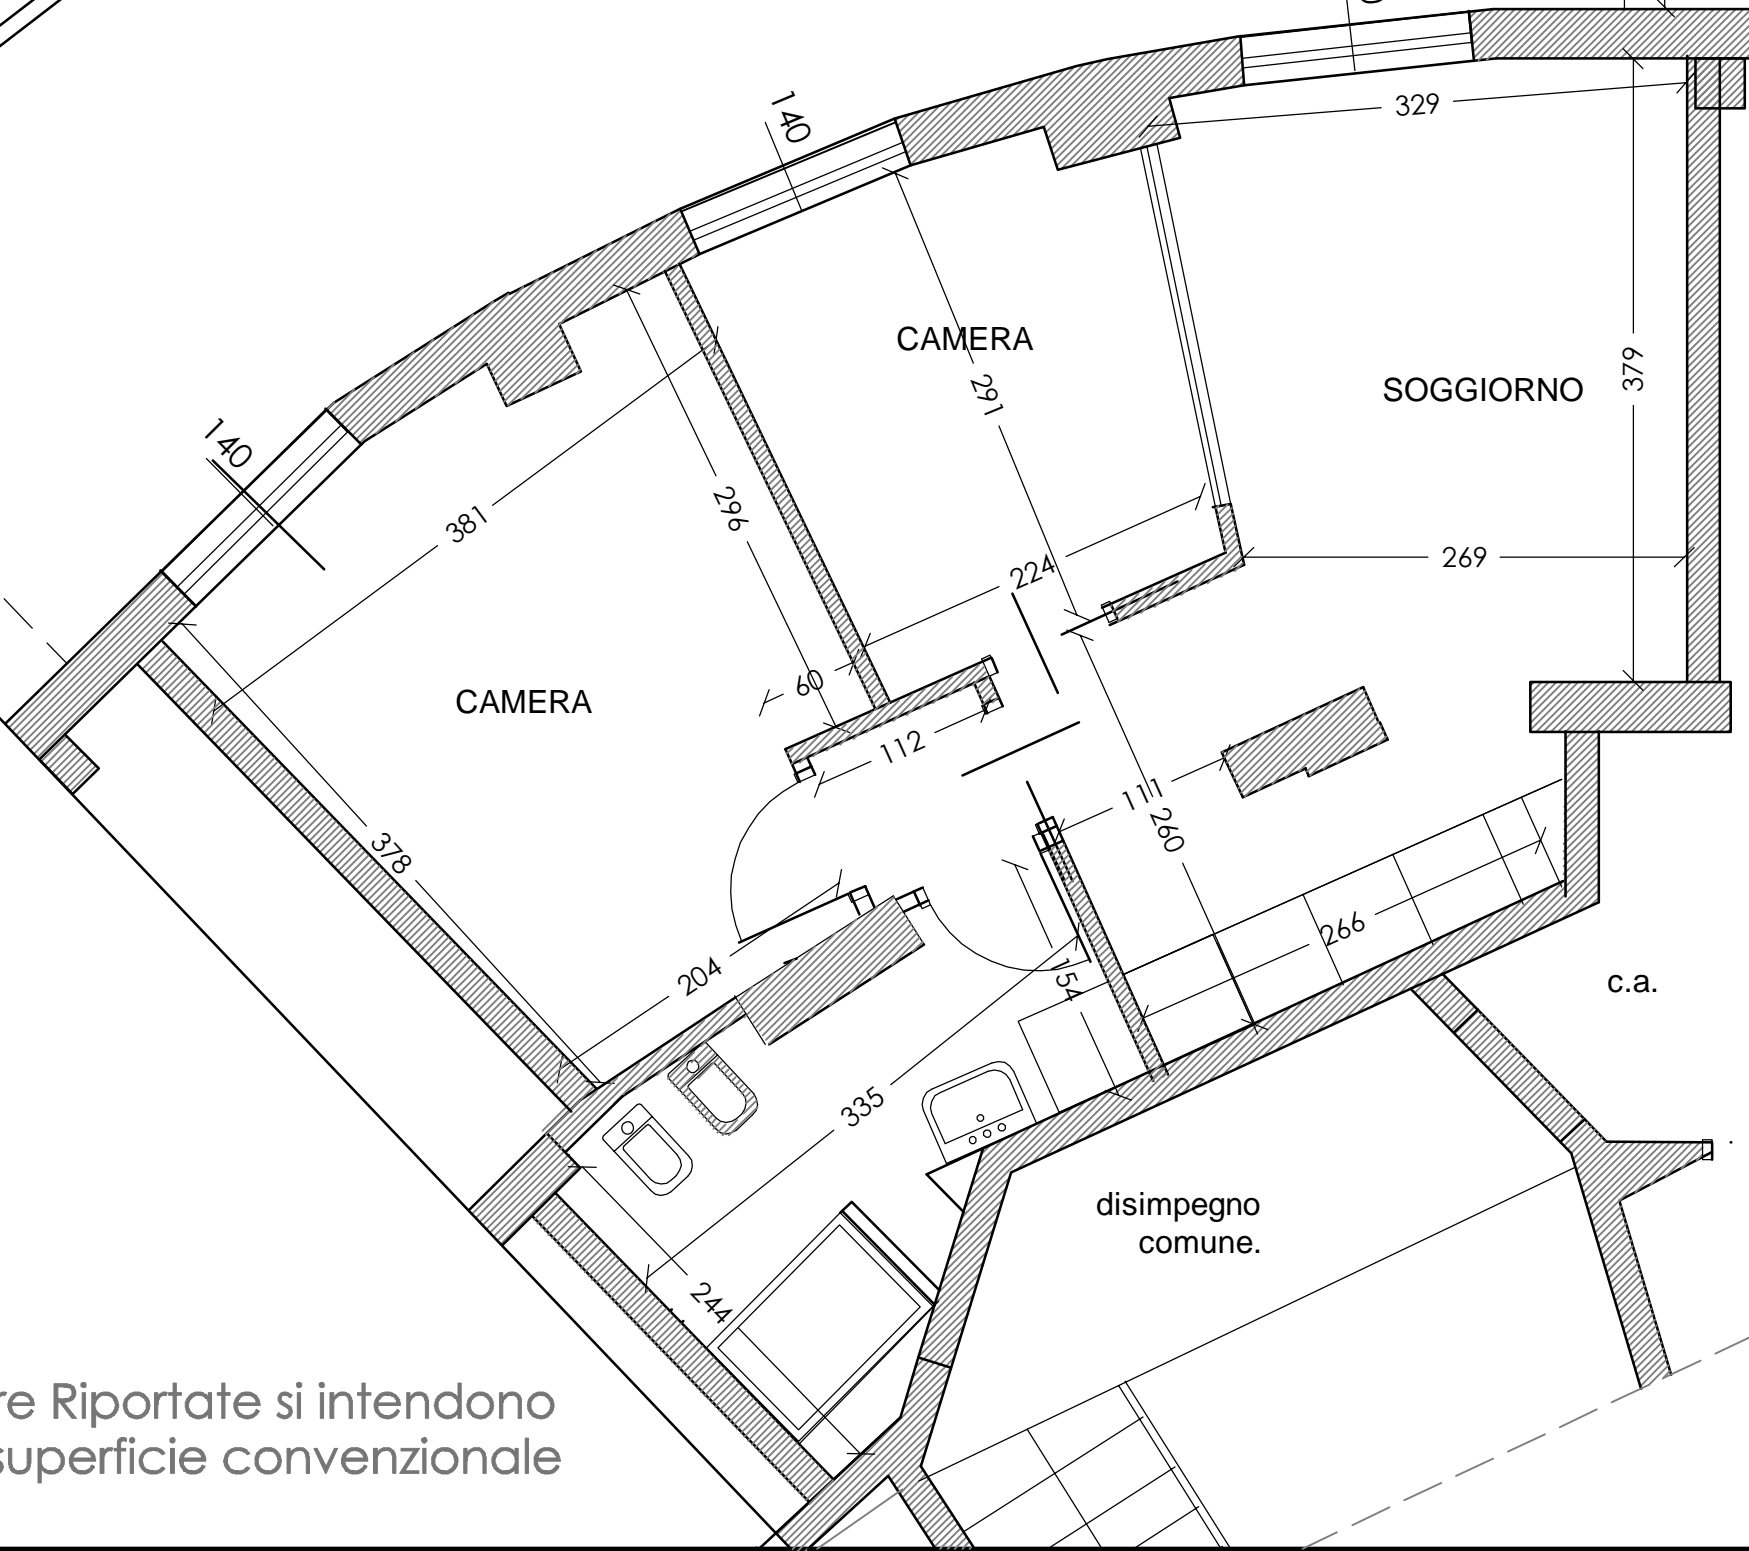 140
329
140
CAMERA
291
379
SOGGIORNO
381
296
224
269
60
CAMERA
112
111
260
378
204
266
154
c.a.
335
disimpegno
comune.
244
re Riportate si intendono
superficie convenzionale